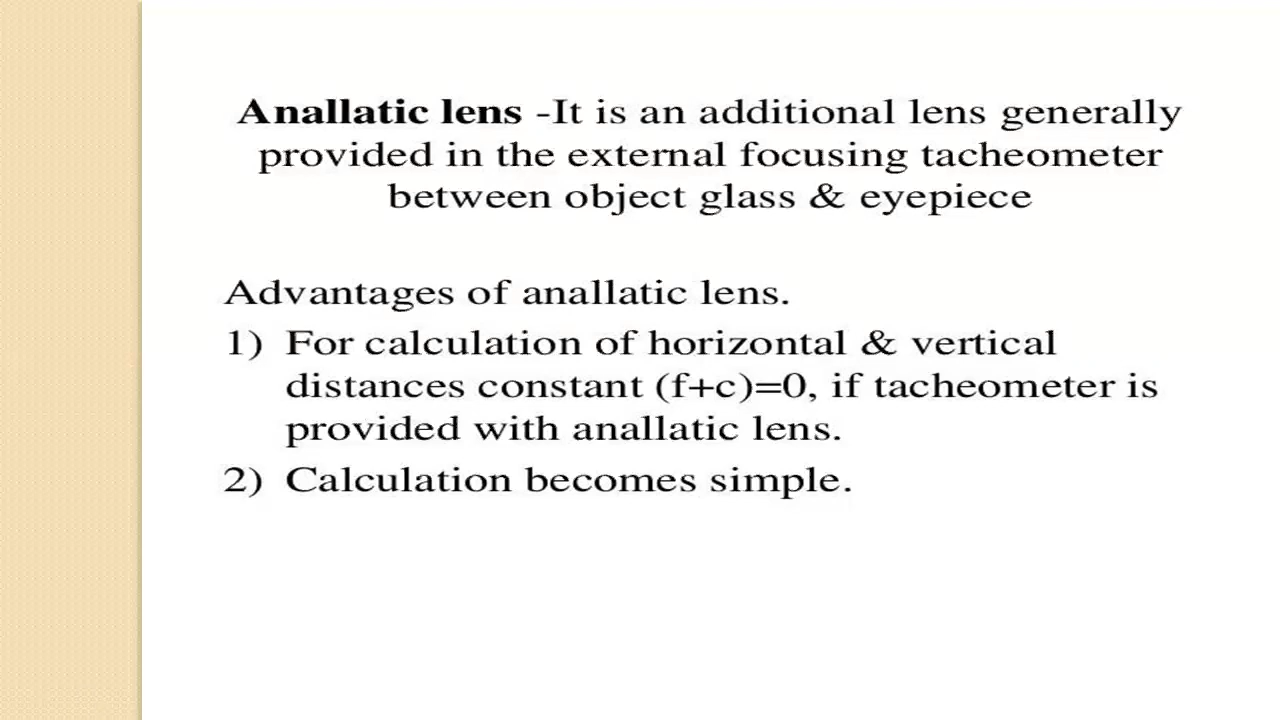 Anallatic lens -It is an additional lens generally
provided in the external focusing tacheometer
between object glass & eyepiece
Advantages of anallatic lens.
1) For calculation of horizontal & vertical
distances constant (f+c)=0, if tacheometer is
provided with anallatic lens.
2) Calculation becomes simple.